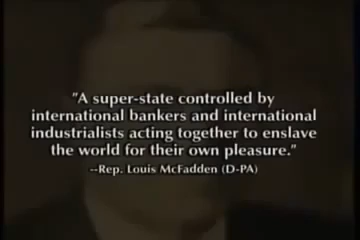 "A super-state controlled by
international bankers and international
industrialists acting together to enslave
the world for their own pleasure."
--Rep. Louis McFadden (D-PA)